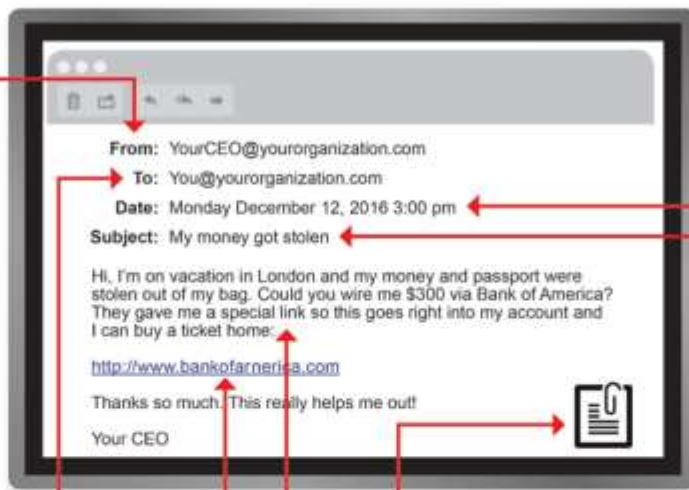 From: YourCEO@yourorganization.com
To: You@yourorganization.com
Date: Monday December 12, 2016 3:00 pm
Subject: My money got stolen
Hi, I'm on vacation in London and my money and passport were
stolen out of my bag. Could you wire me $300 via Bank of America?
They gave me a special link so this goes right into my account and
I can buy a ticket home:
http://www.bankofarnerica.com
Thanks so much. This really helps me out!
Your CEO